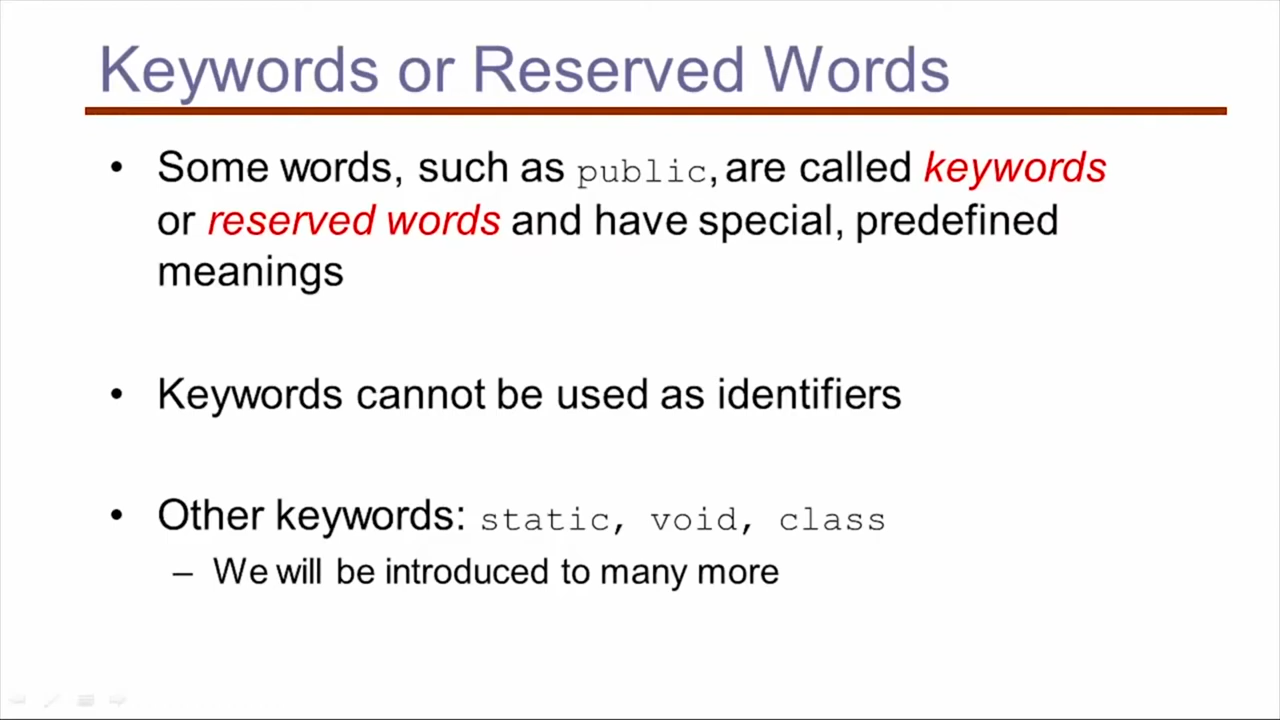 Keywords or Reserved Words
• Some words, such as public, are called keywords
or reserved words and have special, predefined
meanings
• Keywords cannot be used as identifiers
• Other keywords: static, void, class
– We will be introduced to many more